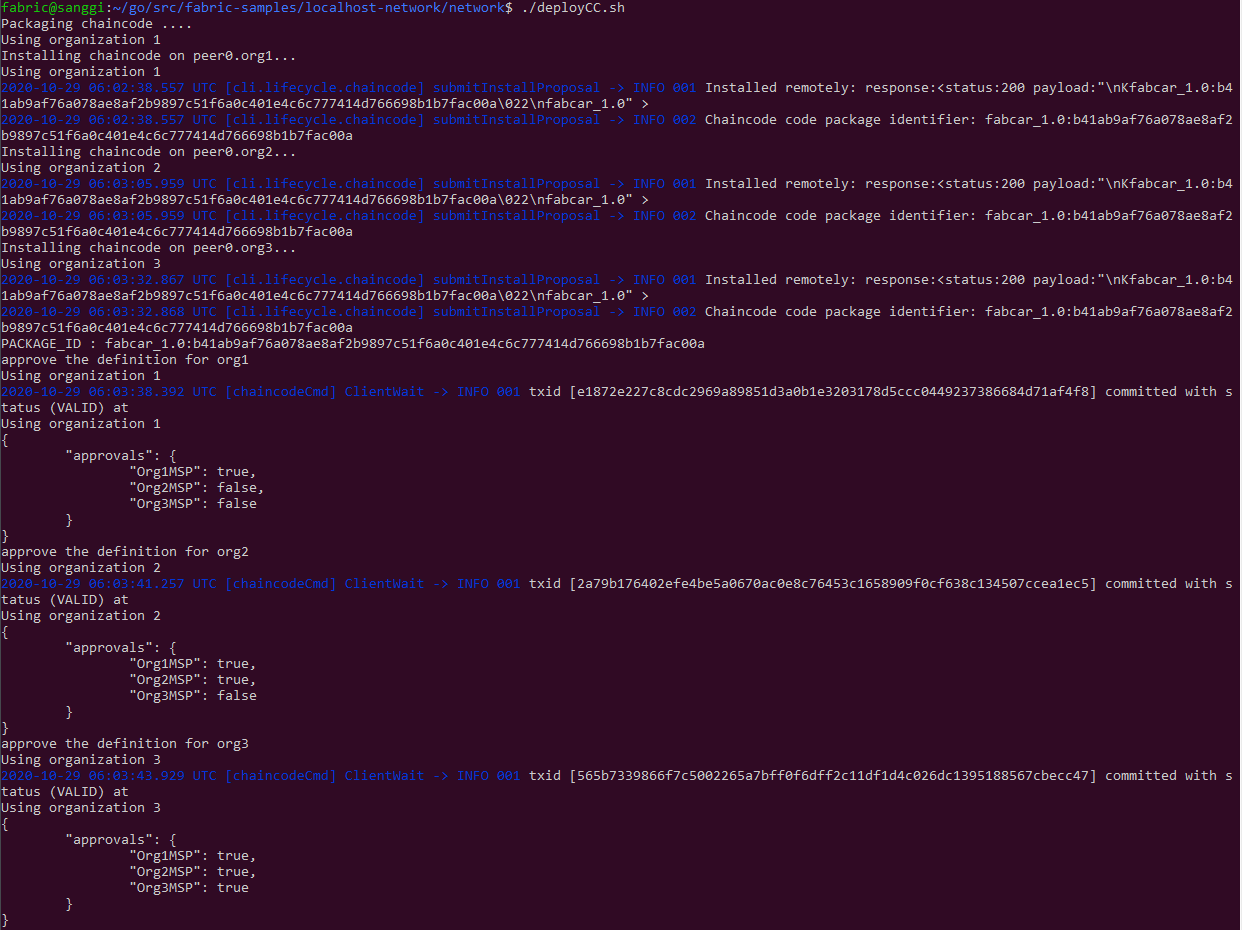 fabric@sanggi:~/go/src/fabric-samples/localhost-network/network$ ./deployCC.sh
Packaging chaincode ....
Using organization 1
Installing chaincode on peer0.org1...
Using organization 1
2020-10-29 06:02:38.557 UTC [cli.lifecycle.chaincode] submitInstallProposal -> INFO 001 Installed remotely: response:<status:200 payload:"\nKfabcar_1.0:b4
1ab9af76a078ae8af2b9897c51f6a0c401e4c6c777414d766698b1b7fac00a\022\nfabcar_1.0" >
2020-10-29 06:02:38.557 UTC [cli.lifecycle.chaincode] submitInstallProposal -> INFO 002 Chaincode code package identifier: fabcar_1.0:b41ab9af76a078ae8af2
b9897c51f6a0c401e4c6c777414d766698b1b7fac00a
Installing chaincode on peer0.org2...
Using organization 2
2020-10-29 06:03:05.959 UTC [cli.lifecycle.chaincode] submitInstallProposal -> INFO 001 Installed remotely: response:<status:200 payload:"\nKfabcar_1.0:b4
1ab9af76a078ae8af2b9897c51f6a0c401e4c6c777414d766698b1b7fac00a\022\nfabcar_1.0" >
2020-10-29 06:03:05.959 UTC [cli.lifecycle.chaincode] submitInstallProposal -> INFO 002 Chaincode code package identifier: fabcar_1.0:b41ab9af76a078ae8af2
b9897c51f6a0c401e4c6c777414d766698b1b7fac00a
Installing chaincode on peer0.org3...
Using organization 3
2020-10-29 06:03:32.867 UTC [cli.lifecycle.chaincode] submitInstallProposal -> INFO 001 Installed remotely: response:<status:200 payload:"\nKfabcar_1.0:b4
1ab9af76a078ae8af2b9897c51f6a0c401e4c6c777414d766698b1b7fac00a\022\nfabcar_1.0" >
2020-10-29 06:03:32.868 UTC [cli.lifecycle.chaincode] submitInstallProposal -> INFO 002 Chaincode code package identifier: fabcar_1.0:b41ab9af76a078ae8af2
b9897c51f6a0c401e4c6c777414d766698b1b7fac00a
PACKAGE_ID : fabcar_1.0:b41ab9af76a078ae8af2b9897c51f6a0c401e4c6c777414d766698b1b7fac00a
approve the definition for org1
Using organization 1
2020-10-29 06:03:38.392 UTC [chaincodeCmd] ClientWait -> INFO 001 txid [e1872e227c8cdc2969a89851d3a0b1e3203178d5ccc0449237386684d71af4f8] committed with s
tatus (VALID) at
Using organization 1
{
"approvals": {
"Org1MSP": true,
"Org2MSP": false,
"Org3MSP": false
}
}
approve the definition for org2
Using organization 2
2020-10-29 06:03:41.257 UTC [chaincodeCmd] ClientWait -> INFO 001 txid [2a79b176402efe4be5a0670ac0e8c76453c1658909f0cf638c134507ccea1ec5] committed with s
tatus (VALID) at
Using organization 2
{
"approvals": {
"Org1MSP": true,
"Org2MSP": true,
"Org3MSP": false
}
}
approve the definition for org3
Using organization 3
2020-10-29 06:03:43.929 UTC [chaincodeCmd] ClientWait -> INFO 001 txid [565b7339866f7c5002265a7bff0f6dff2c11df1d4c026dc1395188567cbecc47] committed with s
tatus (VALID) at
Using organization 3
{
"approvals": {
"Org1MSP": true,
"Org2MSP": true,
"Org3MSP": true
}
}